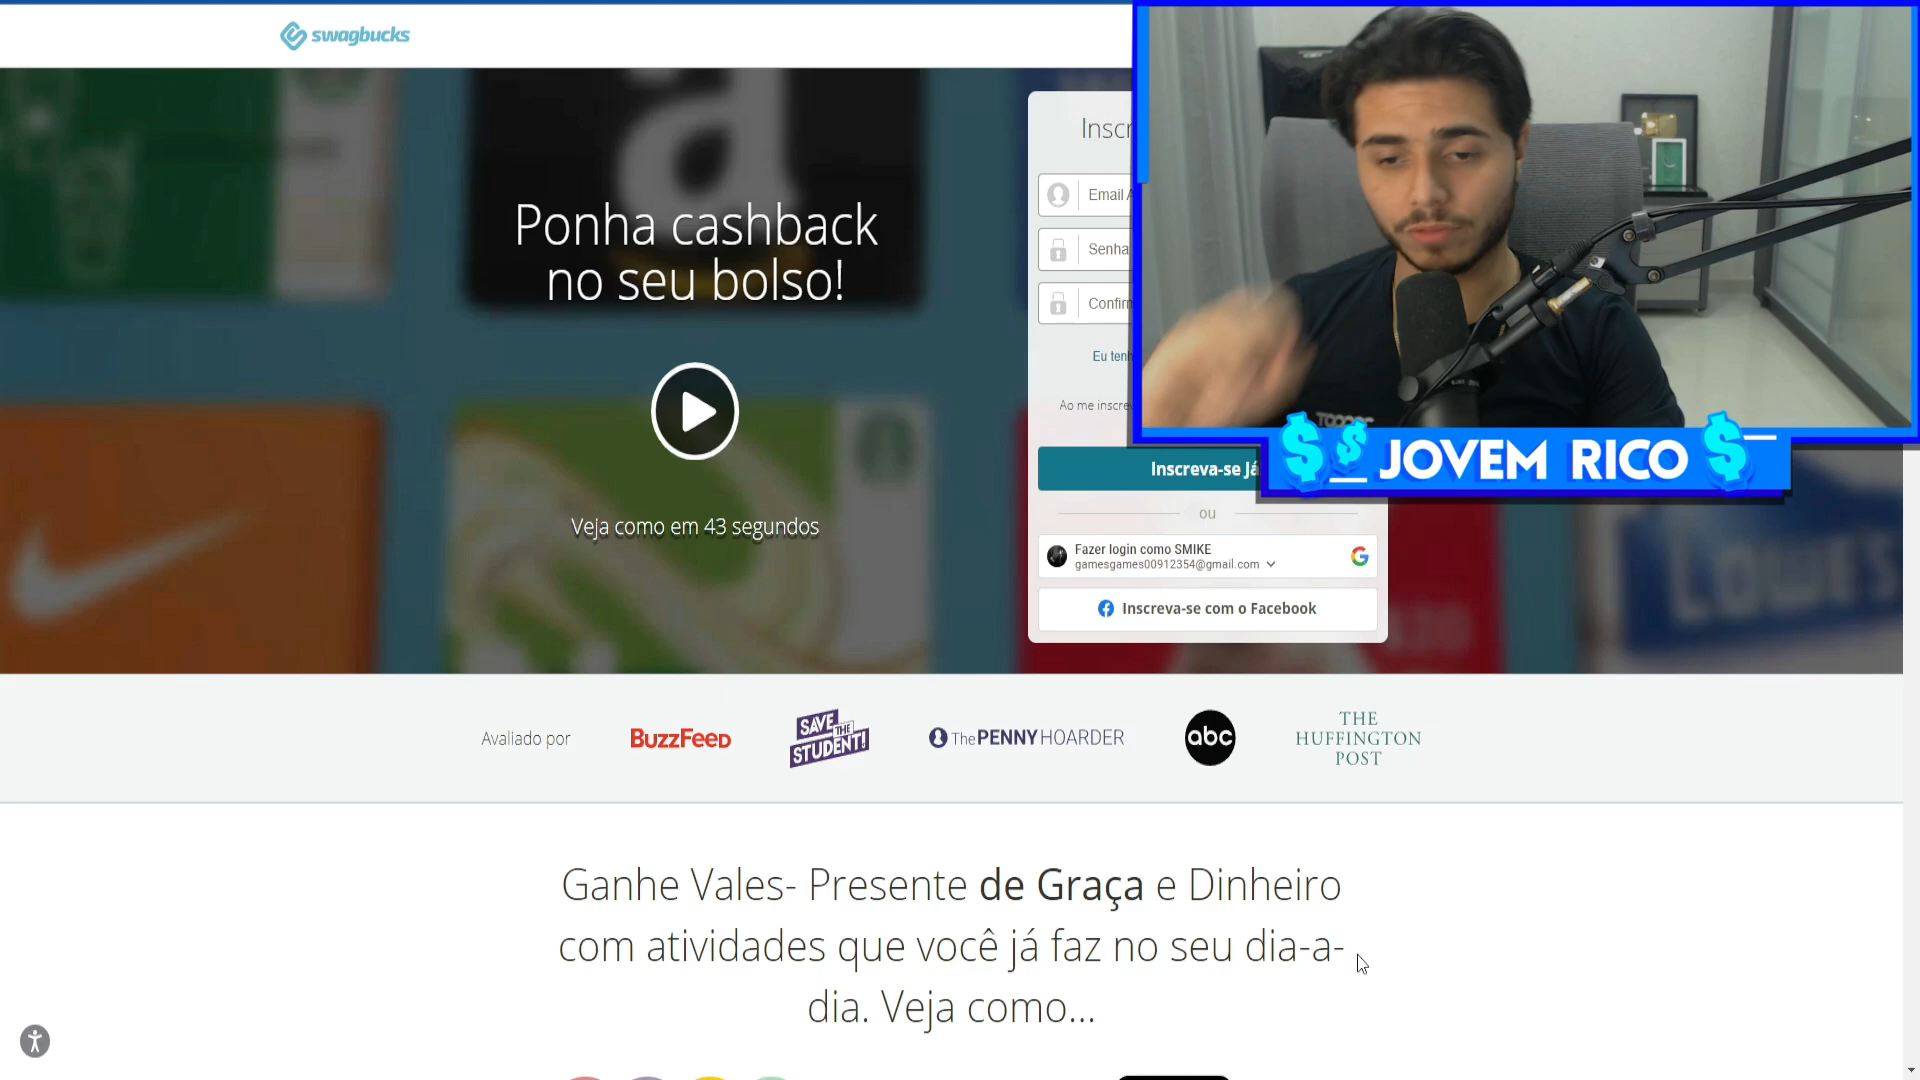 swagbucks
Ponha cashback
no seu bolso!
Veja como em 43 segundos
Inscr
Email A
Senha
Confirm
Eu tenh
Ao me inscre
Inscreva-se Já
ou
Fazer login como SMIKE
gamesgames00912354@gmail.com
Inscreva-se com o Facebook
JOVEM RICO
Avaliado por
BuzzFeed
SAVE THE STUDENT!
The PENNY HOARDER
abc
THE
HUFFINGTON
POST
Ganhe Vales- Presente de Graça e Dinheiro
com atividades que você já faz no seu dia-a-
dia. Veja como...